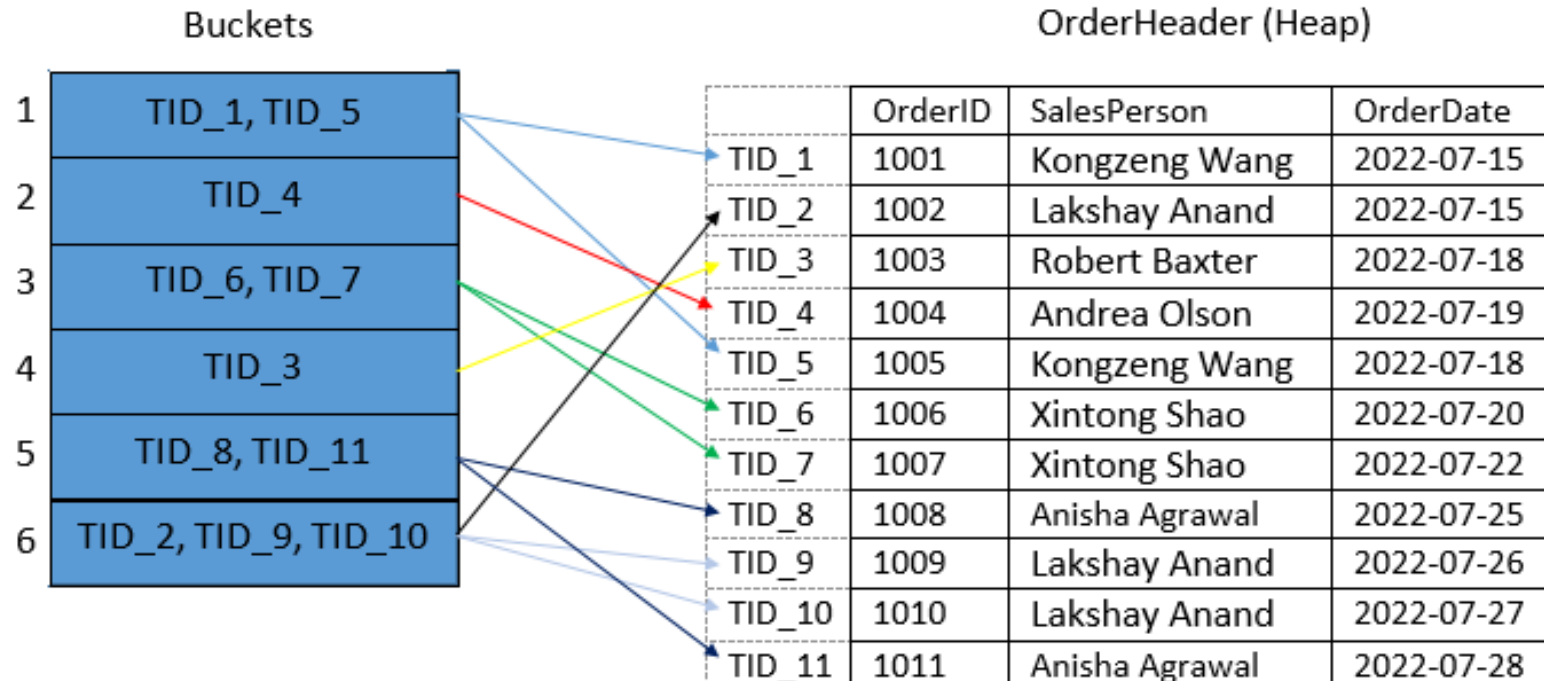 Buckets
1 TID_1, TID_5
2 TID_4
3 TID_6, TID_7
4 TID_3
5 TID_8, TID_11
6 TID_2, TID_9, TID_10
OrderHeader (Heap)
OrderID SalesPerson OrderDate
TID_1 1001 Kongzeng Wang 2022-07-15
TID_2 1002 Lakshay Anand 2022-07-15
TID_3 1003 Robert Baxter 2022-07-18
TID_4 1004 Andrea Olson 2022-07-19
TID_5 1005 Kongzeng Wang 2022-07-18
TID_6 1006 Xintong Shao 2022-07-20
TID_7 1007 Xintong Shao 2022-07-22
TID_8 1008 Anisha Agrawal 2022-07-25
TID_9 1009 Lakshay Anand 2022-07-26
TID_10 1010 Lakshay Anand 2022-07-27
TID_11 1011 Anisha Agrawal 2022-07-28